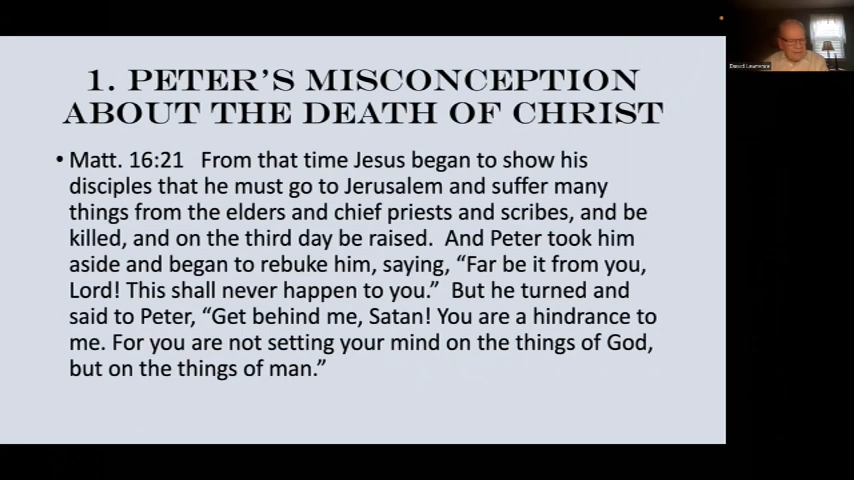 1. PETER'S MISCONCEPTION
ABOUT THE DEATH OF CHRIST
• Matt. 16:21 From that time Jesus began to show his
disciples that he must go to Jerusalem and suffer many
things from the elders and chief priests and scribes, and be
killed, and on the third day be raised. And Peter took him
aside and began to rebuke him, saying, “Far be it from you,
Lord! This shall never happen to you.” But he turned and
said to Peter, “Get behind me, Satan! You are a hindrance to
me. For you are not setting your mind on the things of God,
but on the things of man.”
Lawrence